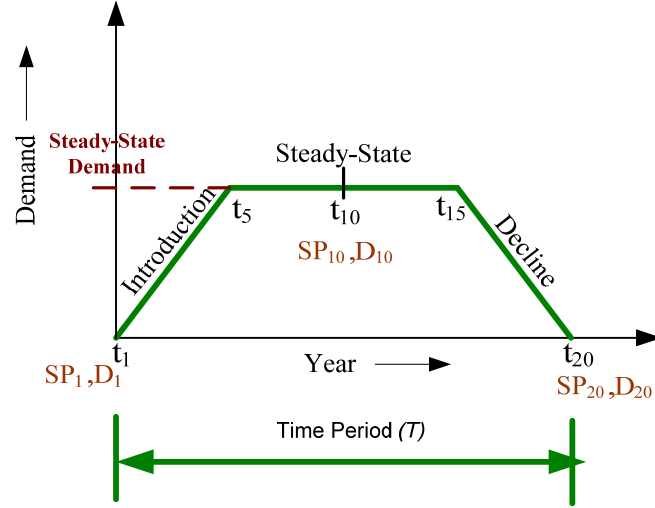 Demand
Steady-State
Demand
Steady-State
Introduction
t5
t10
t15
Decline
SP10,D10
t1
Year
t20
SP1,D1
SP20,D20
Time Period (T)